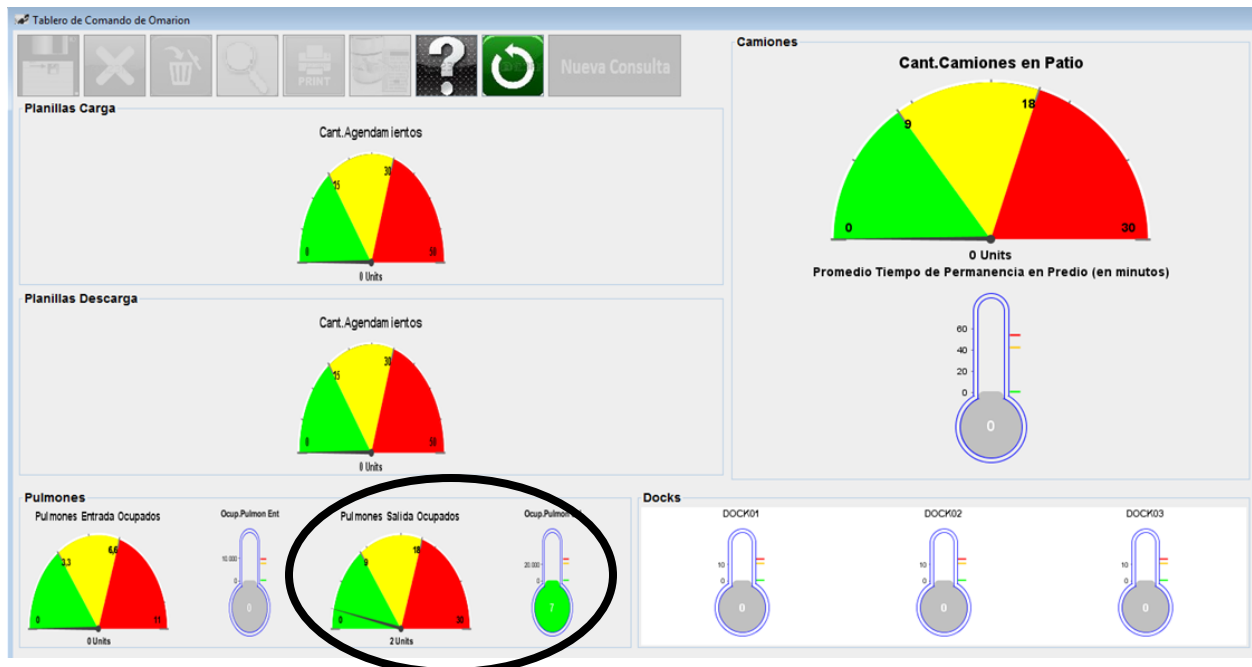 Tablero de Comando de Omarion
PRINT
Nueva Consulta
Planillas Carga
Cant.Agendamientos
0
15
30
50
0 Units
Planillas Descarga
Cant.Agendamientos
0
15
30
50
0 Units
Camiones
Cant.Camiones en Patio
0
9
18
30
0 Units
Promedio Tiempo de Permanencia en Predio (en minutos)
60
40
20
0
0
Pulmones
Pulmones Entrada Ocupados
0
3,3
6,6
11
0 Units
Ocup.Pulmon Ent
10.000
0
0
Pulmones Salida Ocupados
0
9
18
30
2 Units
Ocup.Pulmon
20.000
0
7
Docks
DOCK01
10
0
0
DOCK02
10
0
0
DOCK03
10
0
0